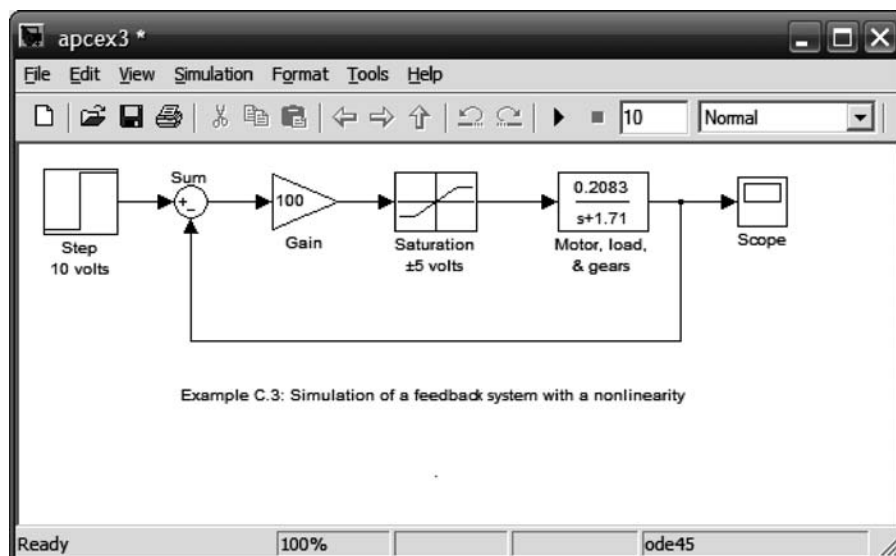 apcex3 *
File Edit View Simulation Format Tools Help
10 Normal
Sum
+
-
100
0.2083
s+1.71
Step
10 volts
Gain
Saturation
±5 volts
Motor, load,
& gears
Scope
Example C.3: Simulation of a feedback system with a nonlinearity
Ready 100% ode45